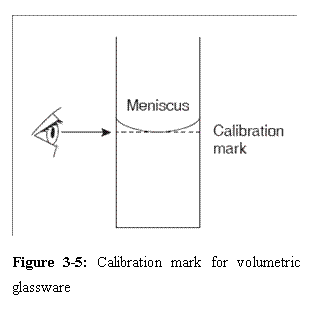 Meniscus
Calibration
mark
Figure 3-5: Calibration mark for volumetric
glassware